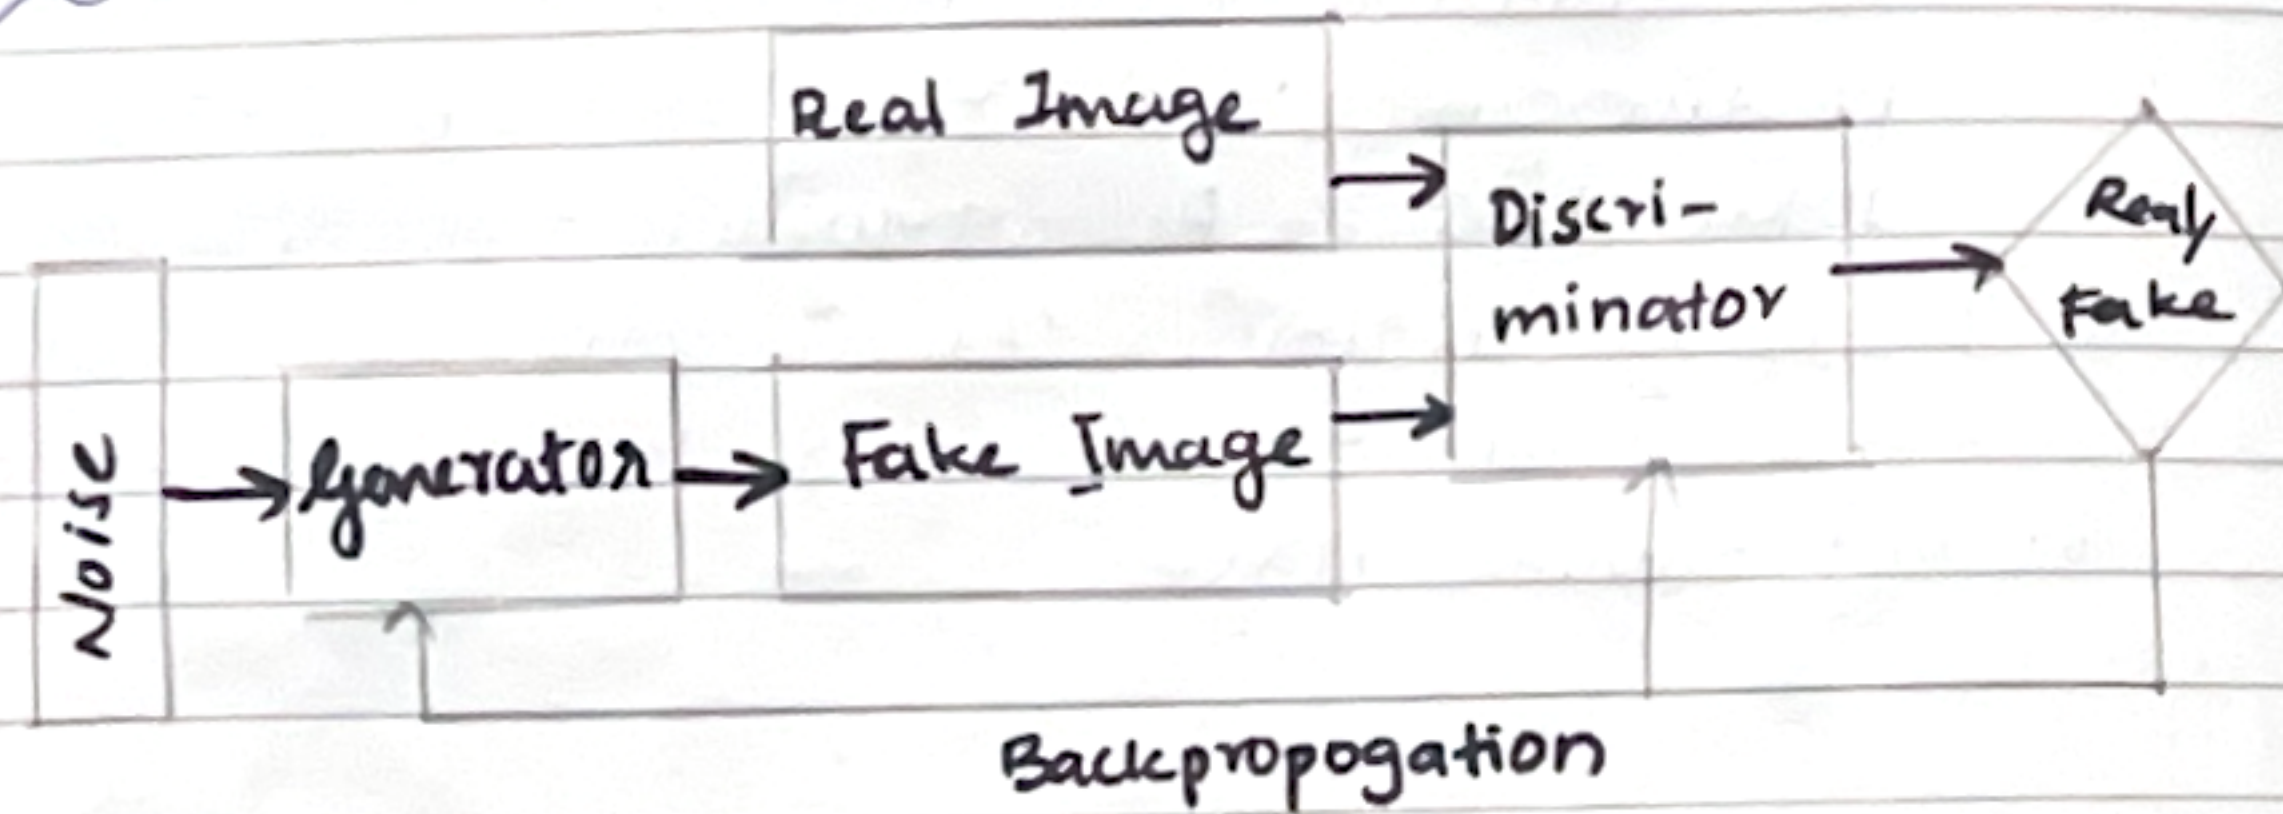 Real Image
Discri-
minator
Real/
Fake
Noise
Generator
Fake Image
Backpropogation